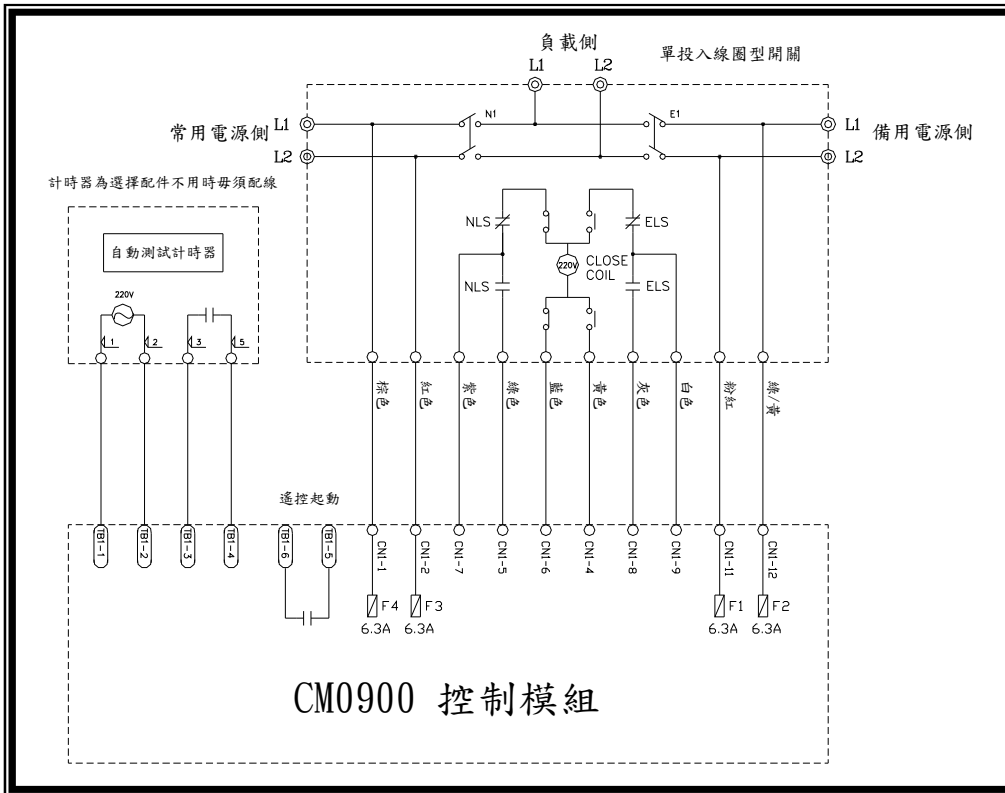 負載側
單投入線圈型開關
L1
L2
常用電源側
L1
L2
N1
E1
L1
L2
備用電源側
計時器為選擇配件不用時毋須配線
自動測試計時器
220V
1
2
3
5
NLS
ELS
220V
CLOSE
COIL
NLS
ELS
棕色
紅色
紫色
綠色
藍色
黃色
灰色
白色
粉紅
綠/黃
遙控起動
TB1-1
TB1-2
TB1-3
TB1-4
TB1-6
TB1-5
CN1-1
CN1-2
CN1-7
CN1-5
CN1-6
CN1-4
CN1-8
CN1-9
CN1-11
CN1-12
F4
6.3A
F3
6.3A
F1
6.3A
F2
6.3A
CM0900 控制模組